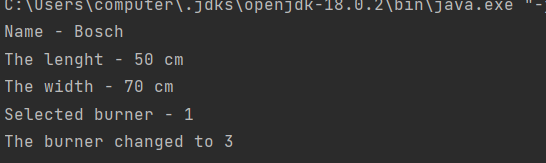 C:\Users\computer\.jdks\openjdk-18.0.2\bin\java.exe "-j
Name - Bosch
The lenght - 50 cm
The width - 70 cm
Selected burner - 1
The burner changed to 3